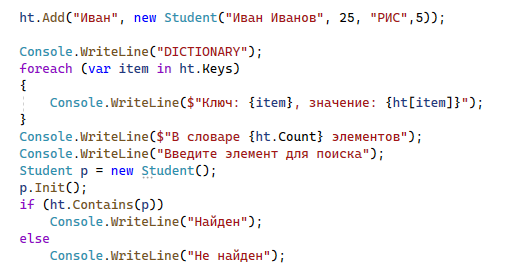 ht.Add("Иван", new Student("Иван Иванов", 25, "РИС",5));
Console.WriteLine("DICTIONARY");
foreach (var item in ht.Keys)
{
Console.WriteLine($"Ключ: {item}, значение: {ht[item]}");
}
Console.WriteLine($"В словаре {ht.Count} элементов");
Console.WriteLine("Введите элемент для поиска");
Student p = new Student();
p.Init();
if (ht.Contains(p))
Console.WriteLine("Найден");
else
Console.WriteLine("Не найден");